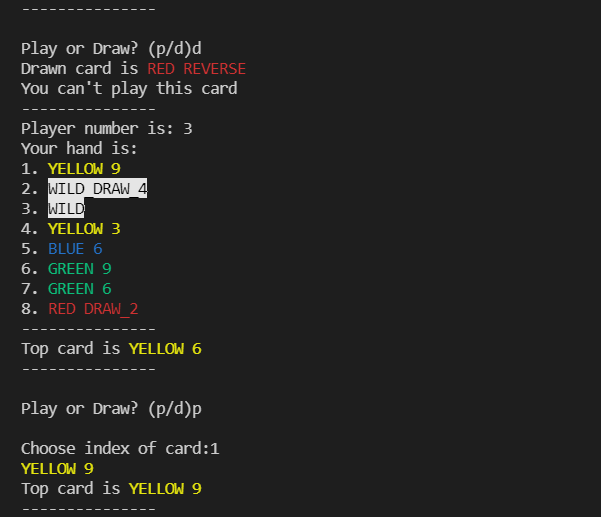 ---------------
Play or Draw? (p/d)d
Drawn card is RED REVERSE
You can't play this card
---------------
Player number is: 3
Your hand is:
1. YELLOW 9
2. WILD DRAW_4
3. WILD
4. YELLOW 3
5. BLUE 6
6. GREEN 9
7. GREEN 6
8. RED DRAW_2
---------------
Top card is YELLOW 6
---------------
Play or Draw? (p/d)p
Choose index of card:1
YELLOW 9
Top card is YELLOW 9
---------------